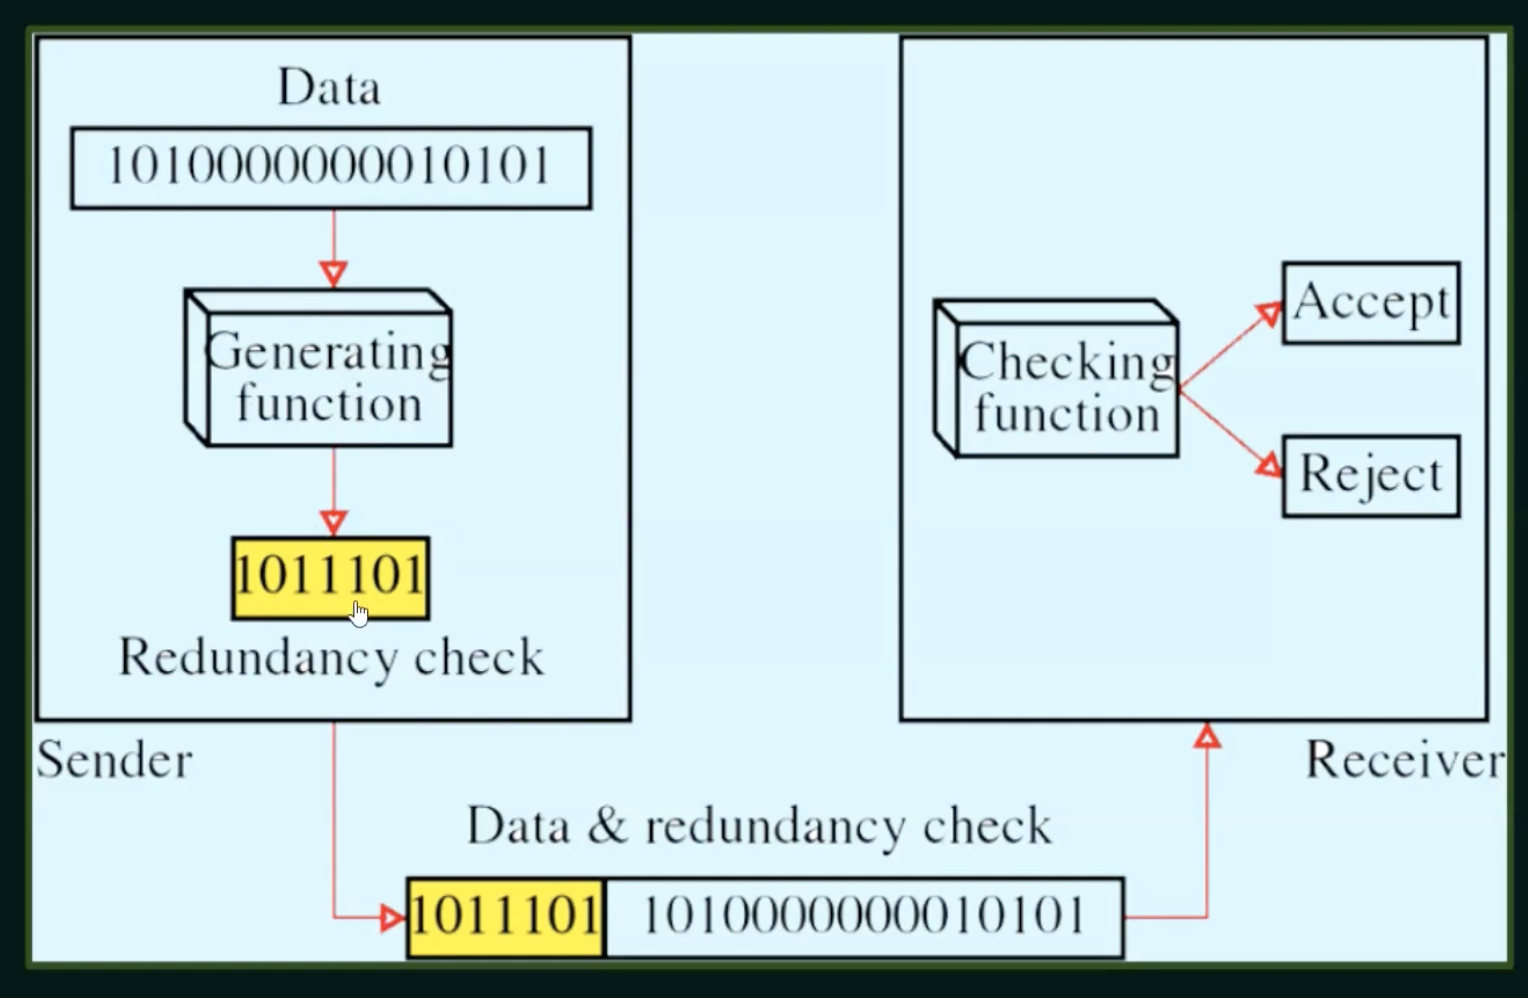 Data
1010000000010101
Generating
function
1011101
Redundancy check
Sender
Checking
function
Accept
Reject
Receiver
Data & redundancy check
1011101 1010000000010101